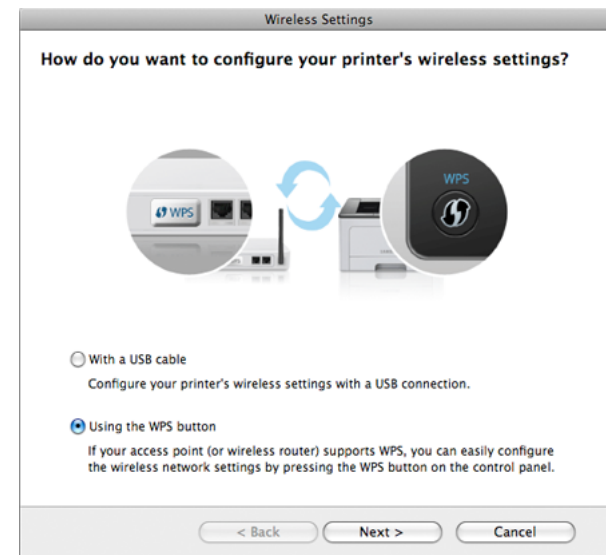 Wireless Settings
How do you want to configure your printer's wireless settings?
WPS
WPS
With a USB cable
Configure your printer's wireless settings with a USB connection.
Using the WPS button
If your access point (or wireless router) supports WPS, you can easily configure
the wireless network settings by pressing the WPS button on the control panel.
< Back Next > Cancel